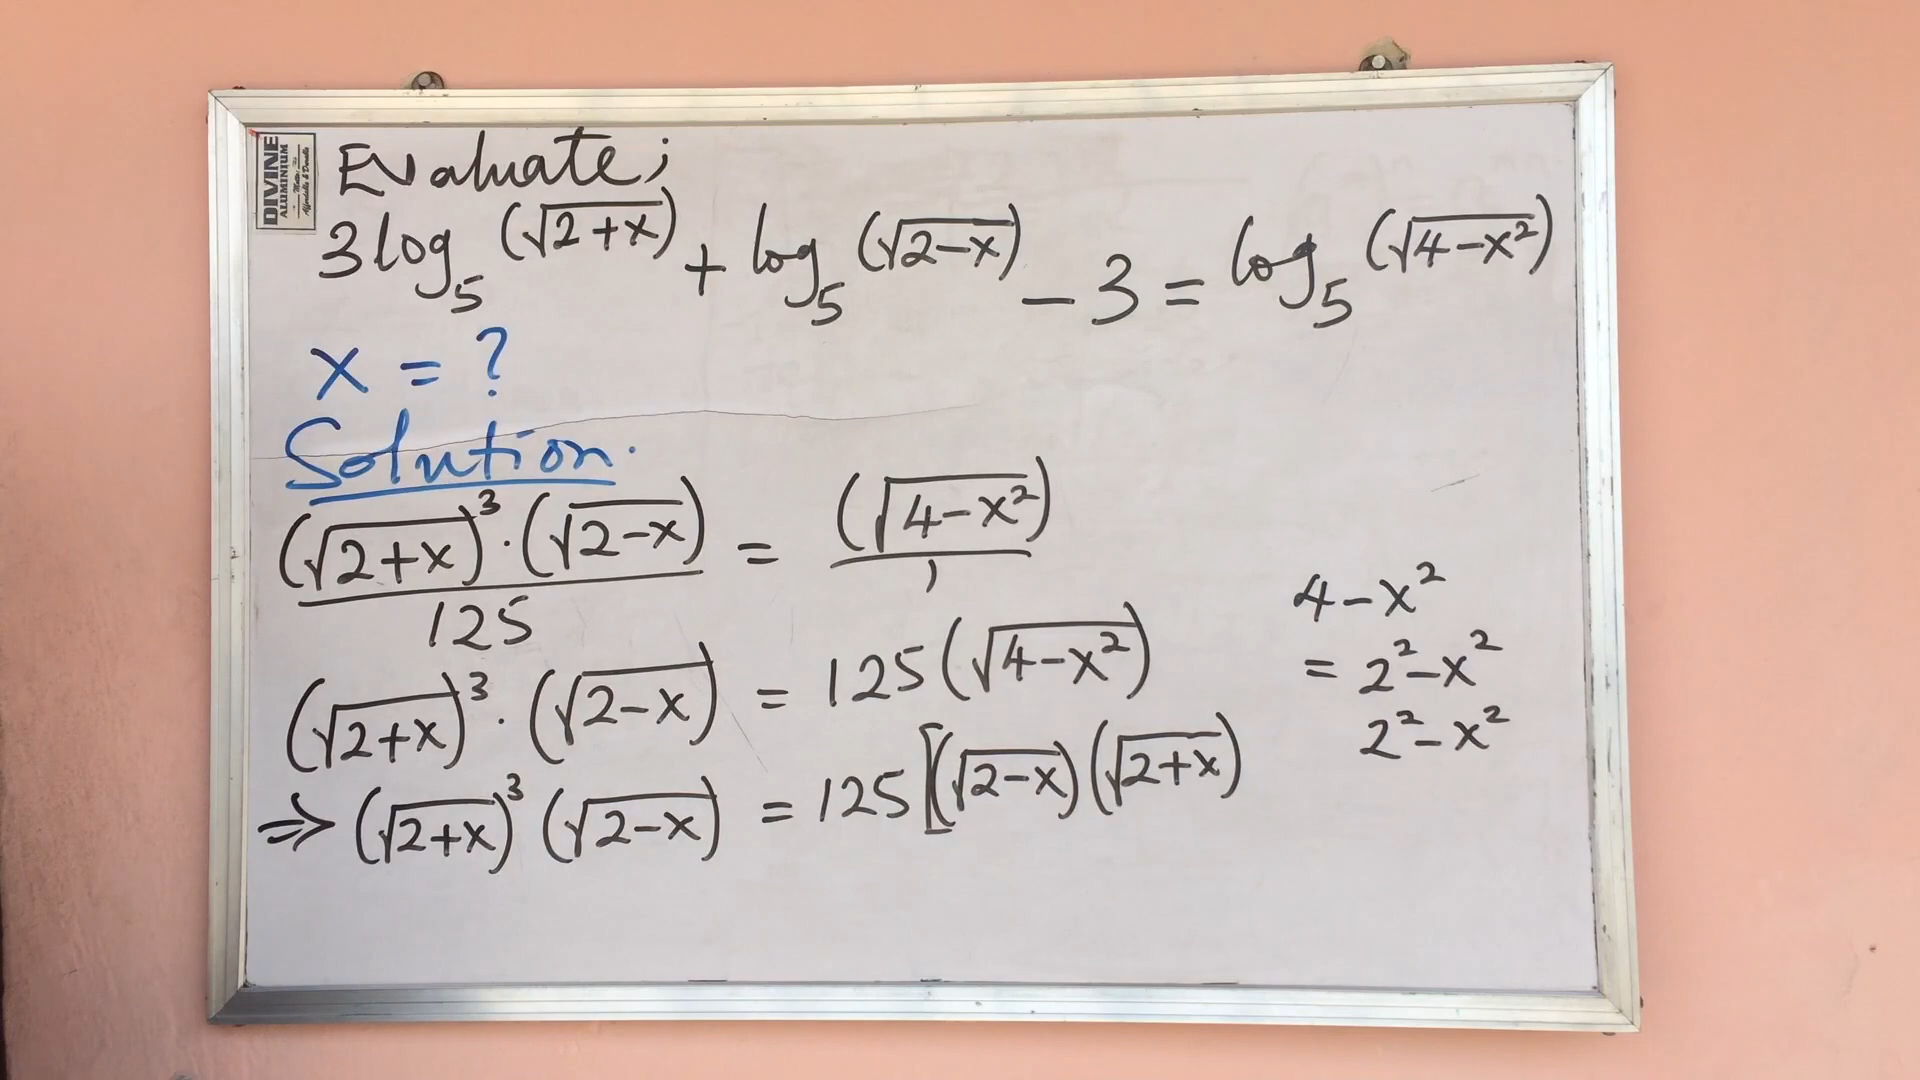 DIVINE
ALUMINIUM
Evaluate;
3log₅(√(2+x)) + log₅(√(2-x)) - 3 = log₅(√(4-x²))
x = ?
Solution.
(√(2+x))³·(√(2-x))/125 = (√(4-x²))/1
(√(2+x))³·(√(2-x)) = 125(√(4-x²))
⇒ (√(2+x))³(√(2-x)) = 125[(√(2-x))(√(2+x))
4-x²
= 2²-x²
2²-x²